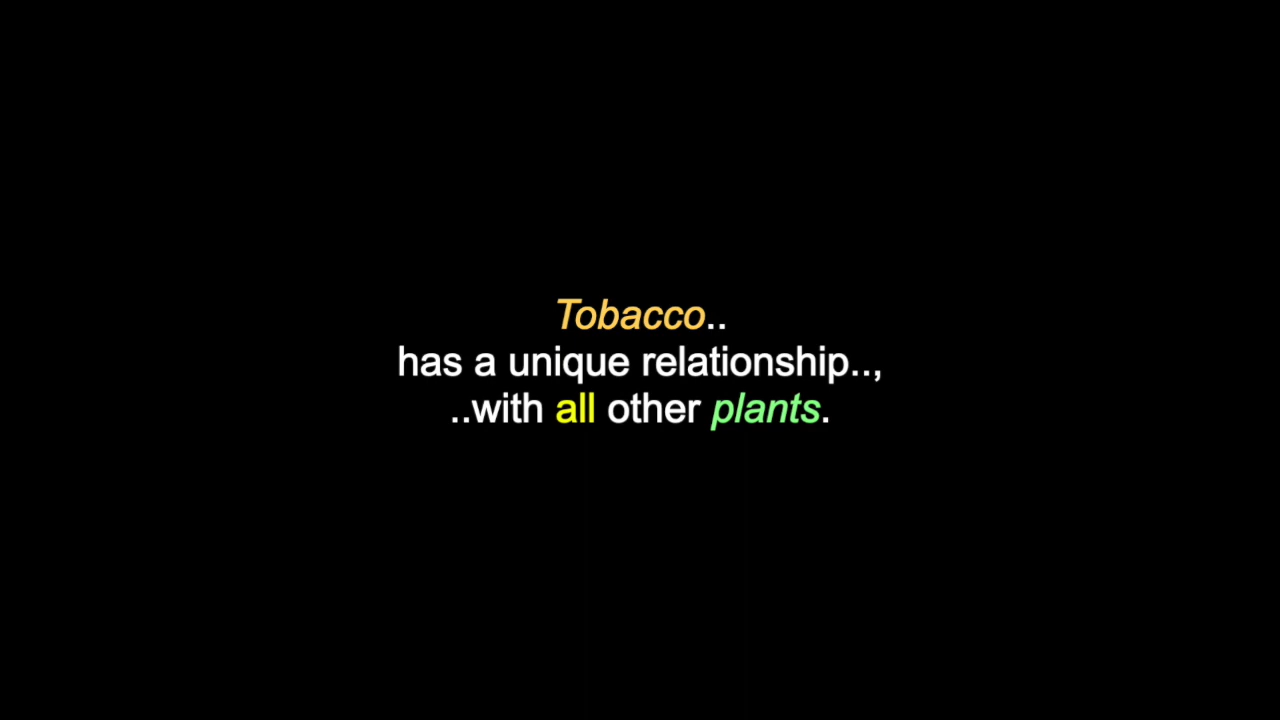 Tobacco..
has a unique relationship..,
..with all other plants.